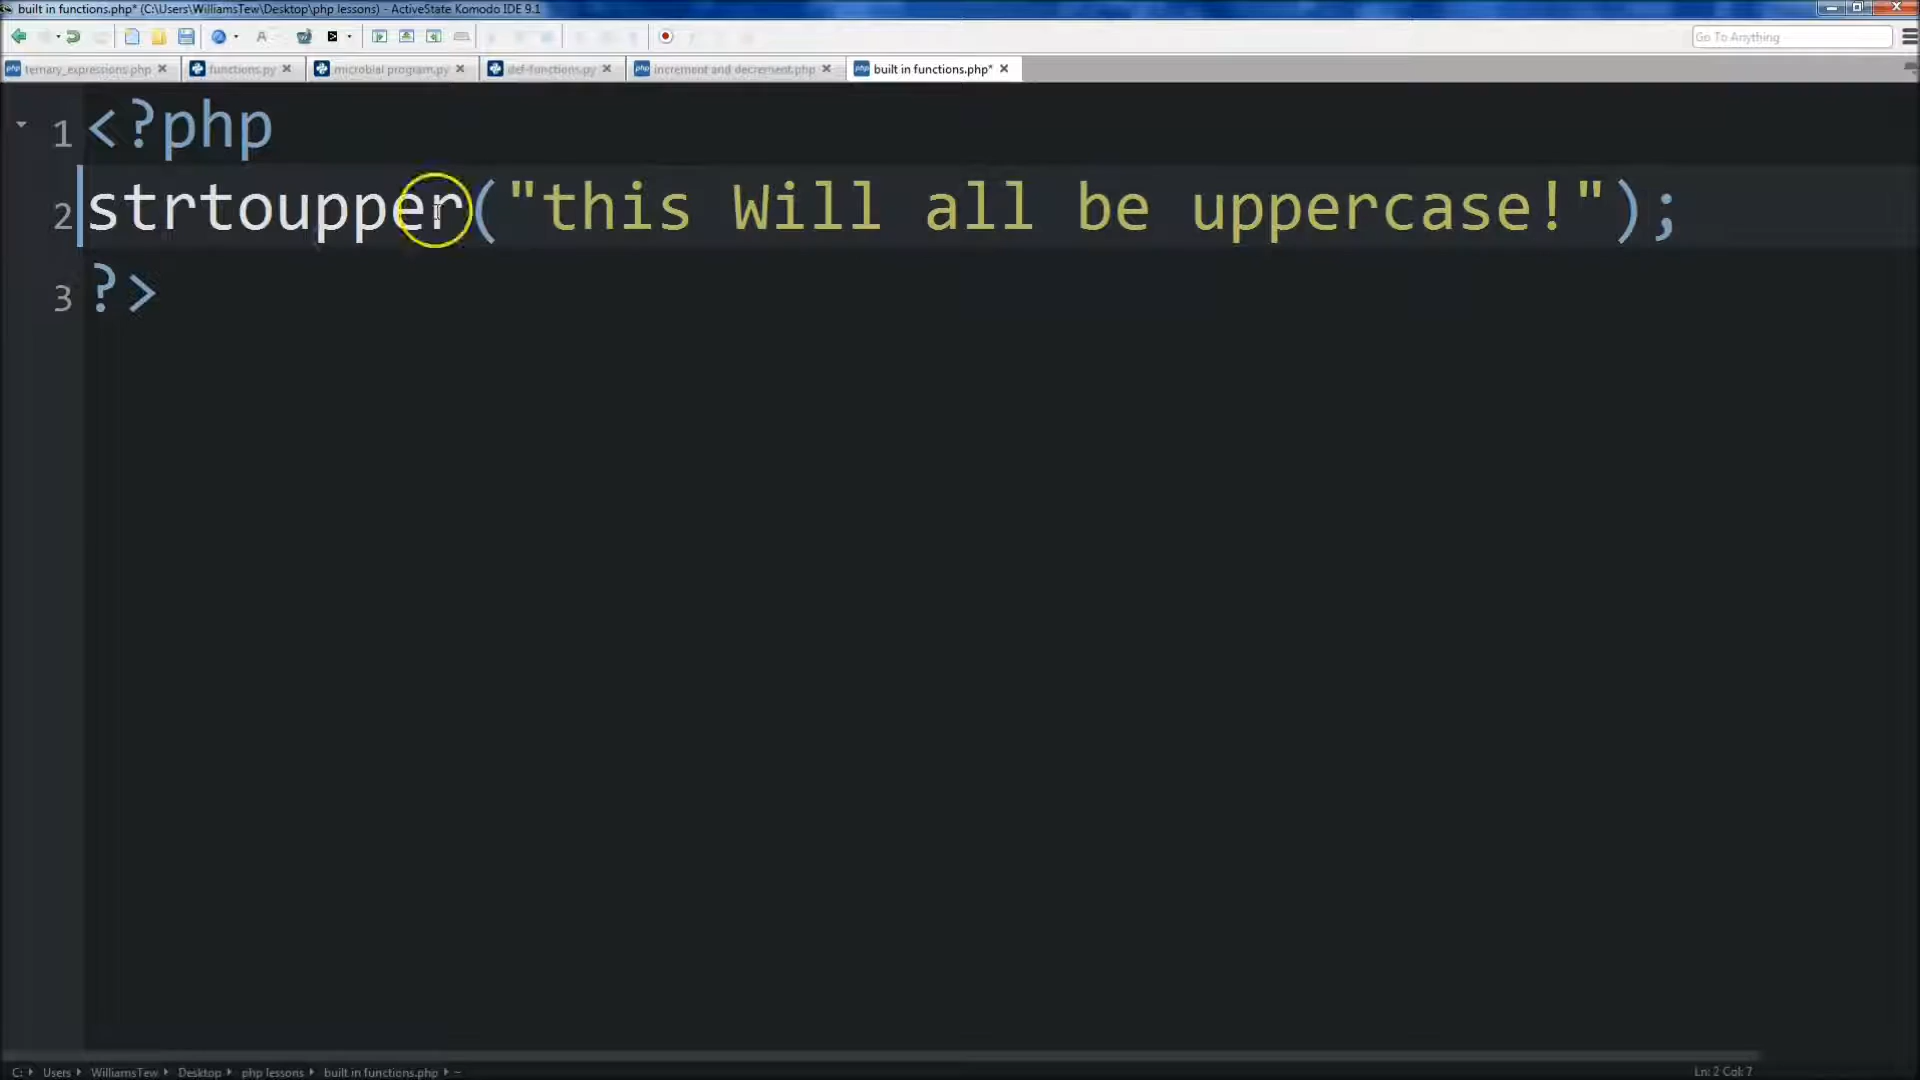 built in functions.php* (C:\Users\WilliamsTew\Desktop\php lessons) - ActiveState Komodo IDE 9.1
Go To Anything
ternary_expressions.php functions.py microbial program.py def-functions.py increment and decrement.php built in functions.php*
1 <?php
2 strtoupper("this Will all be uppercase!");
3 ?>
C: Users WilliamsTew Desktop php lessons built in functions.php Ln: 2 Col: 7